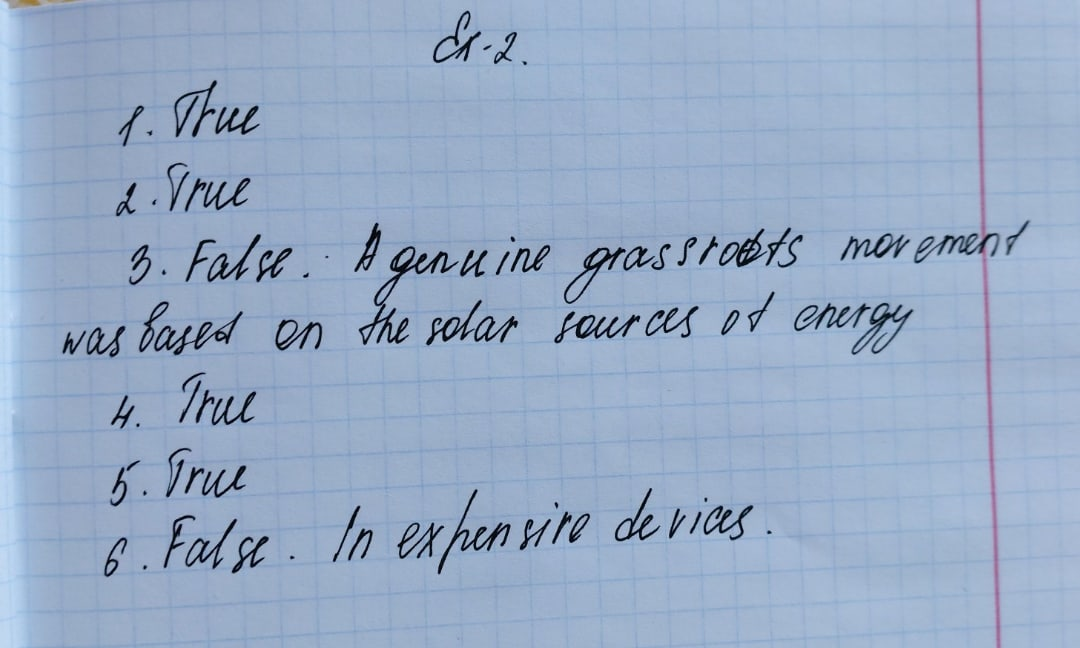 Ex-2.
1. True
2. True
3. False. A genuine grassroots movement
was based on the solar sources of energy
4. True
5. True
6. False. In expensive devices.